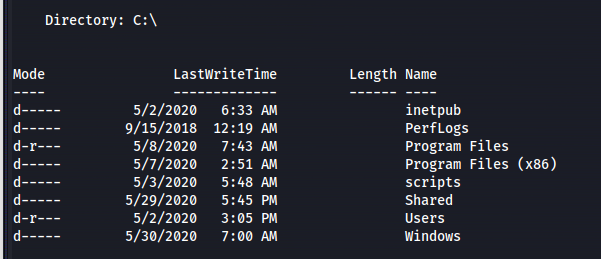 Directory: C:\
Mode LastWriteTime Length Name
---- ------------- ------ ----
d----- 5/2/2020 6:33 AM inetpub
d----- 9/15/2018 12:19 AM PerfLogs
d-r--- 5/8/2020 7:43 AM Program Files
d----- 5/7/2020 2:51 AM Program Files (x86)
d----- 5/3/2020 5:48 AM scripts
d----- 5/29/2020 5:45 PM Shared
d-r--- 5/2/2020 3:05 PM Users
d----- 5/30/2020 7:00 AM Windows